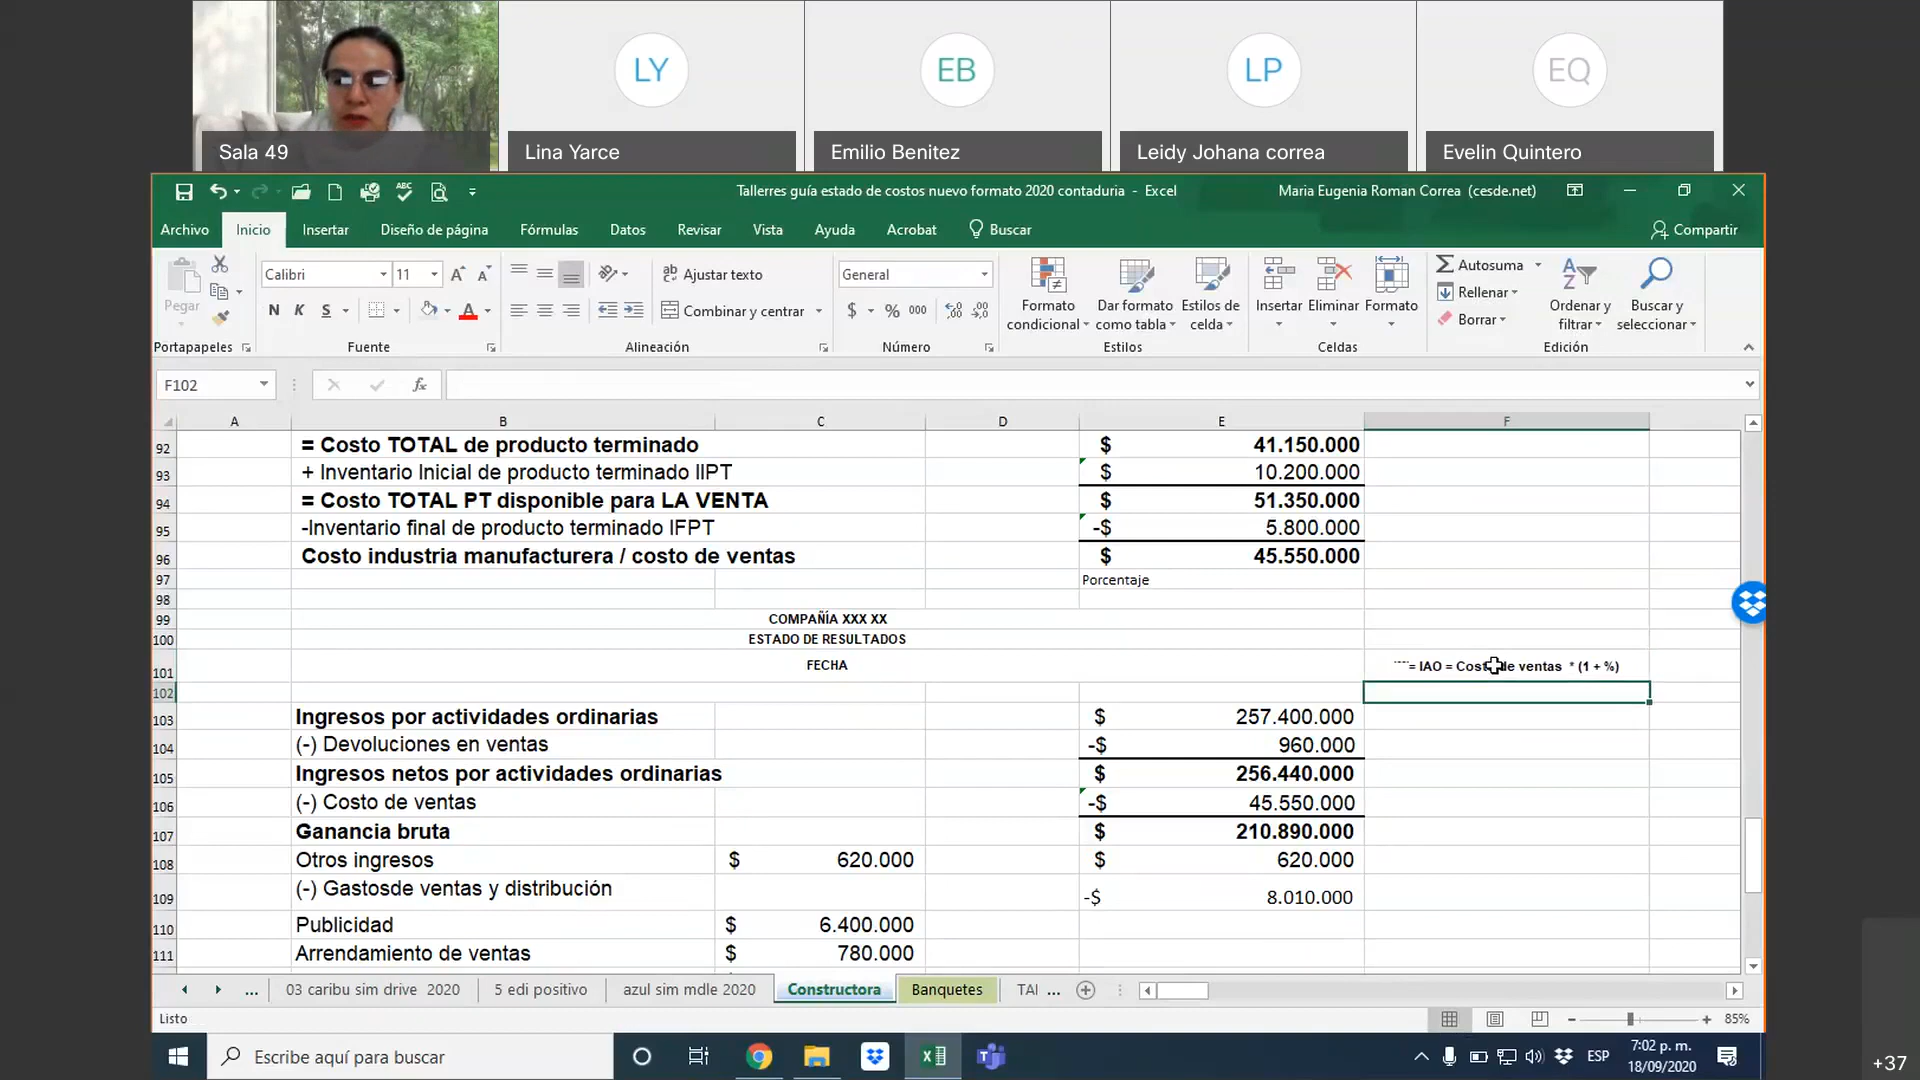 LY
EB
LP
EQ
Sala 49
Lina Yarce
Emilio Benitez
Leidy Johana correa
Evelin Quintero
Tallerres guía estado de costos nuevo formato 2020 contaduria - Excel
Maria Eugenia Roman Correa (cesde.net)
Archivo Inicio Insertar Diseño de página Fórmulas Datos Revisar Vista Ayuda Acrobat Buscar Compartir
Pegar
Calibri 11
N K S
Ajustar texto
Combinar y centrar
General
$ % 000
Formato condicional
Dar formato como tabla
Estilos de celda
Insertar
Eliminar
Formato
Autosuma
Rellenar
Borrar
Ordenar y filtrar
Buscar y seleccionar
Portapapeles Fuente Alineación Número Estilos Celdas Edición
F102
fx
A B C D E F
92 = Costo TOTAL de producto terminado $ 41.150.000
93 + Inventario Inicial de producto terminado IIPT $ 10.200.000
94 = Costo TOTAL PT disponible para LA VENTA $ 51.350.000
95 -Inventario final de producto terminado IFPT -$ 5.800.000
96 Costo industria manufacturera / costo de ventas $ 45.550.000
97 Porcentaje
98
99 COMPAÑÍA XXX XX
100 ESTADO DE RESULTADOS
101 FECHA = IAO = Costo de ventas * (1 + %)
102
103 Ingresos por actividades ordinarias $ 257.400.000
104 (-) Devoluciones en ventas -$ 960.000
105 Ingresos netos por actividades ordinarias $ 256.440.000
106 (-) Costo de ventas -$ 45.550.000
107 Ganancia bruta $ 210.890.000
108 Otros ingresos $ 620.000 $ 620.000
109 (-) Gastosde ventas y distribución -$ 8.010.000
110 Publicidad $ 6.400.000
111 Arrendamiento de ventas $ 780.000
... 03 caribu sim drive 2020 5 edi positivo azul sim mdle 2020 Constructora Banquetes TAI ...
Listo
85%
Escribe aquí para buscar
ESP
7:02 p. m.
18/09/2020
+37